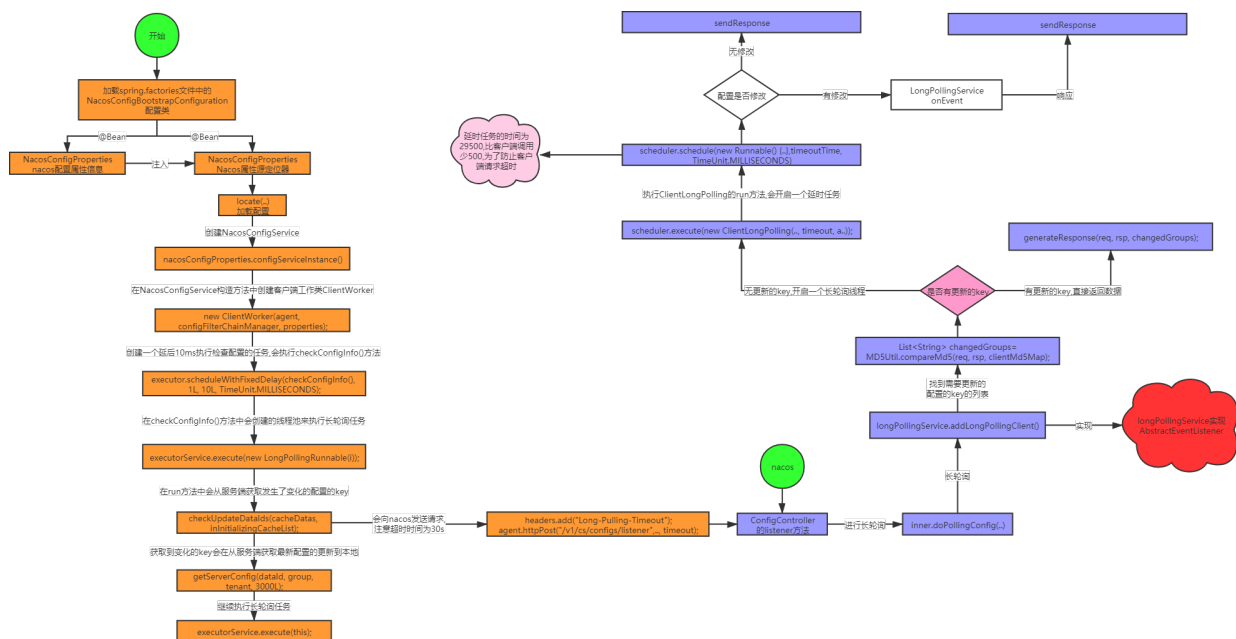 开始
加载spring.factories文件中的
NacosConfigBootstrapConfiguration
配置类
@Bean
@Bean
NacosConfigProperties
nacos配置属性信息
注入
NacosConfigProperties
Nacos属性源定位器
locate(..)
加载配置
创建NacosConfigService
nacosConfigProperties.configServiceInstance()
在NacosConfigService构造方法中创建客户端工作类ClientWorker
new ClientWorker(agent,
configFilterChainManager, properties);
创建一个延后10ms执行检查配置的任务,会执行checkConfigInfo()方法
executor.scheduleWithFixedDelay(checkConfigInfo(),
1L, 10L, TimeUnit.MILLISECONDS);
在checkConfigInfo()方法中会创建的线程池来执行长轮询任务
executorService.execute(new LongPollingRunnable(i));
在run方法中会从服务端获取发生了变化的配置的key
checkUpdateDataIds(cacheDatas,
inInitializingCacheList);
获取到变化的key会在从服务端获取最新配置的更新到本地
getServerConfig(dataId, group,
tenant, 3000L);
继续执行长轮询任务
executorService.execute(this);
会向nacos发送请求,
注意超时时间为30s
headers.add("Long-Pulling-Timeout");
agent.httpPost("/v1/cs/configs/listener",.., timeout);
nacos
ConfigController
的listener方法
进行长轮询
inner.doPollingConfig(..)
长轮询
longPollingService.addLongPollingClient()
实现
longPollingService实现
AbstractEventListener
找到需要更新的
配置的key的列表
List<String> changedGroups=
MD5Util.compareMd5(req, rsp, clientMd5Map);
是否有更新的key
有更新的key,直接返回数据
generateResponse(req, rsp, changedGroups);
无更新的key,开启一个长轮询线程
scheduler.execute(new ClientLongPolling(.., timeout, a..));
执行ClientLongPolling的run方法,会开启一个延时任务
scheduler.schedule(new Runnable() {..},timeoutTime,
TimeUnit.MILLISECONDS)
延时任务的时间为
29500,比客户端调用
少500,为了防止客户
端请求超时
配置是否修改
无修改
sendResponse
有修改
LongPollingService
onEvent
响应
sendResponse